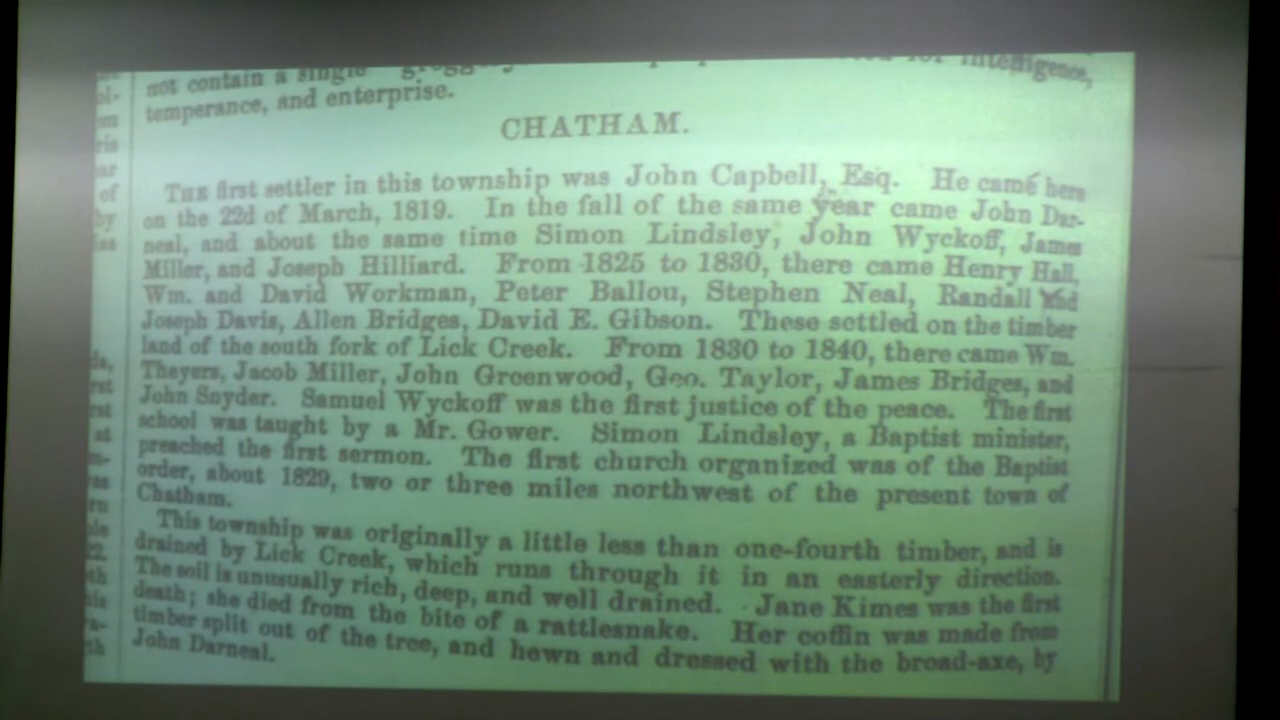 not contain a single groggery for intelligence,
temperance, and enterprise.
CHATHAM.
THE first settler in this township was John Capbell, Esq. He came here
on the 22d of March, 1819. In the fall of the same year came John Dar-
neal, and about the same time Simon Lindsley, John Wyckoff, James
Miller, and Joseph Hilliard. From 1825 to 1830, there came Henry Hall,
Wm. and David Workman, Peter Ballou, Stephen Neal, Randall and
Joseph Davis, Allen Bridges, David E. Gibson. These settled on the timber
land of the south fork of Lick Creek. From 1830 to 1840, there came Wm.
Theyers, Jacob Miller, John Greenwood, Geo. Taylor, James Bridges, and
John Snyder. Samuel Wyckoff was the first justice of the peace. The first
school was taught by a Mr. Gower. Simon Lindsley, a Baptist minister,
preached the first sermon. The first church organized was of the Baptist
order, about 1829, two or three miles northwest of the present town of
Chatham.
This township was originally a little less than one-fourth timber, and is
drained by Lick Creek, which runs through it in an easterly direction.
The soil is unusually rich, deep, and well drained. Jane Kimes was the first
death; she died from the bite of a rattlesnake. Her coffin was made from
timber split out of the tree, and hewn and dressed with the broad-axe, by
John Darneal.